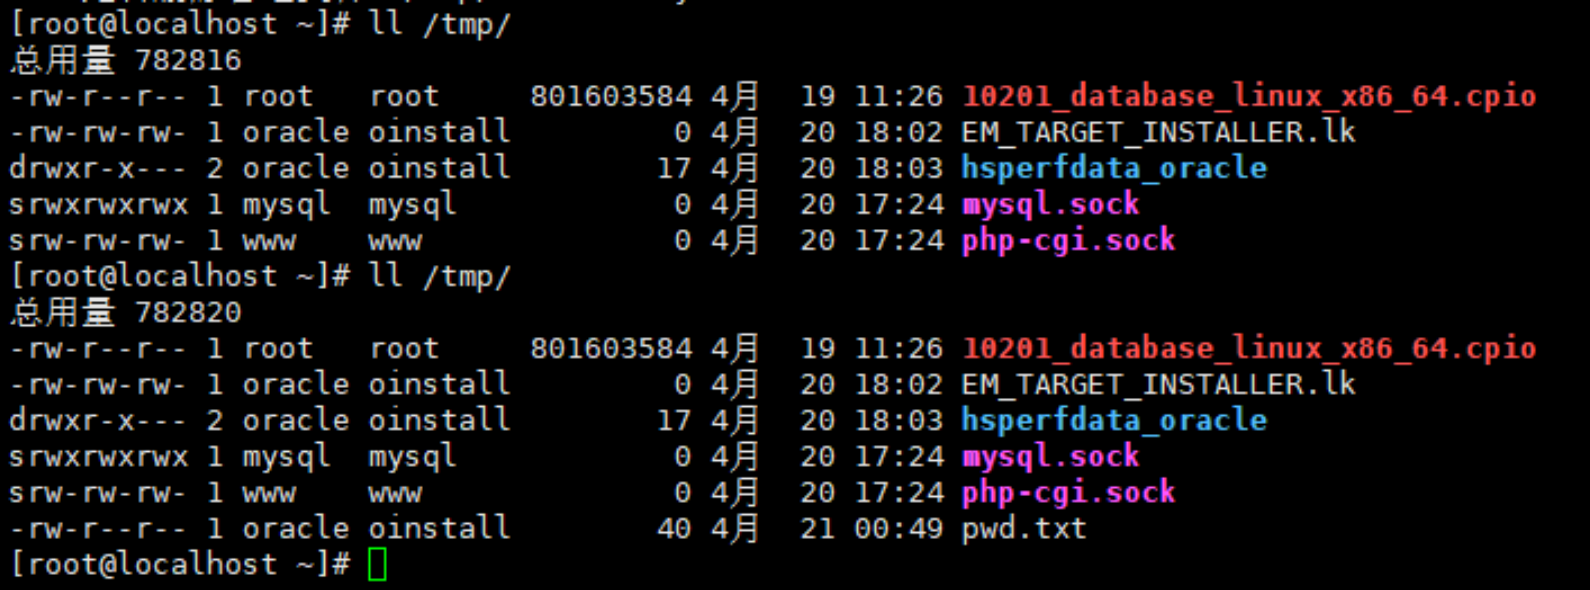 [root@localhost ~]# ll /tmp/
总用量 782816
-rw-r--r-- 1 root   root     801603584 4月  19 11:26 10201_database_linux_x86_64.cpio
-rw-rw-rw- 1 oracle oinstall         0 4月  20 18:02 EM_TARGET_INSTALLER.lk
drwxr-x--- 2 oracle oinstall        17 4月  20 18:03 hsperfdata_oracle
srwxrwxrwx 1 mysql  mysql            0 4月  20 17:24 mysql.sock
srw-rw-rw- 1 www    www              0 4月  20 17:24 php-cgi.sock
[root@localhost ~]# ll /tmp/
总用量 782820
-rw-r--r-- 1 root   root     801603584 4月  19 11:26 10201_database_linux_x86_64.cpio
-rw-rw-rw- 1 oracle oinstall         0 4月  20 18:02 EM_TARGET_INSTALLER.lk
drwxr-x--- 2 oracle oinstall        17 4月  20 18:03 hsperfdata_oracle
srwxrwxrwx 1 mysql  mysql            0 4月  20 17:24 mysql.sock
srw-rw-rw- 1 www    www              0 4月  20 17:24 php-cgi.sock
-rw-r--r-- 1 oracle oinstall        40 4月  21 00:49 pwd.txt
[root@localhost ~]#